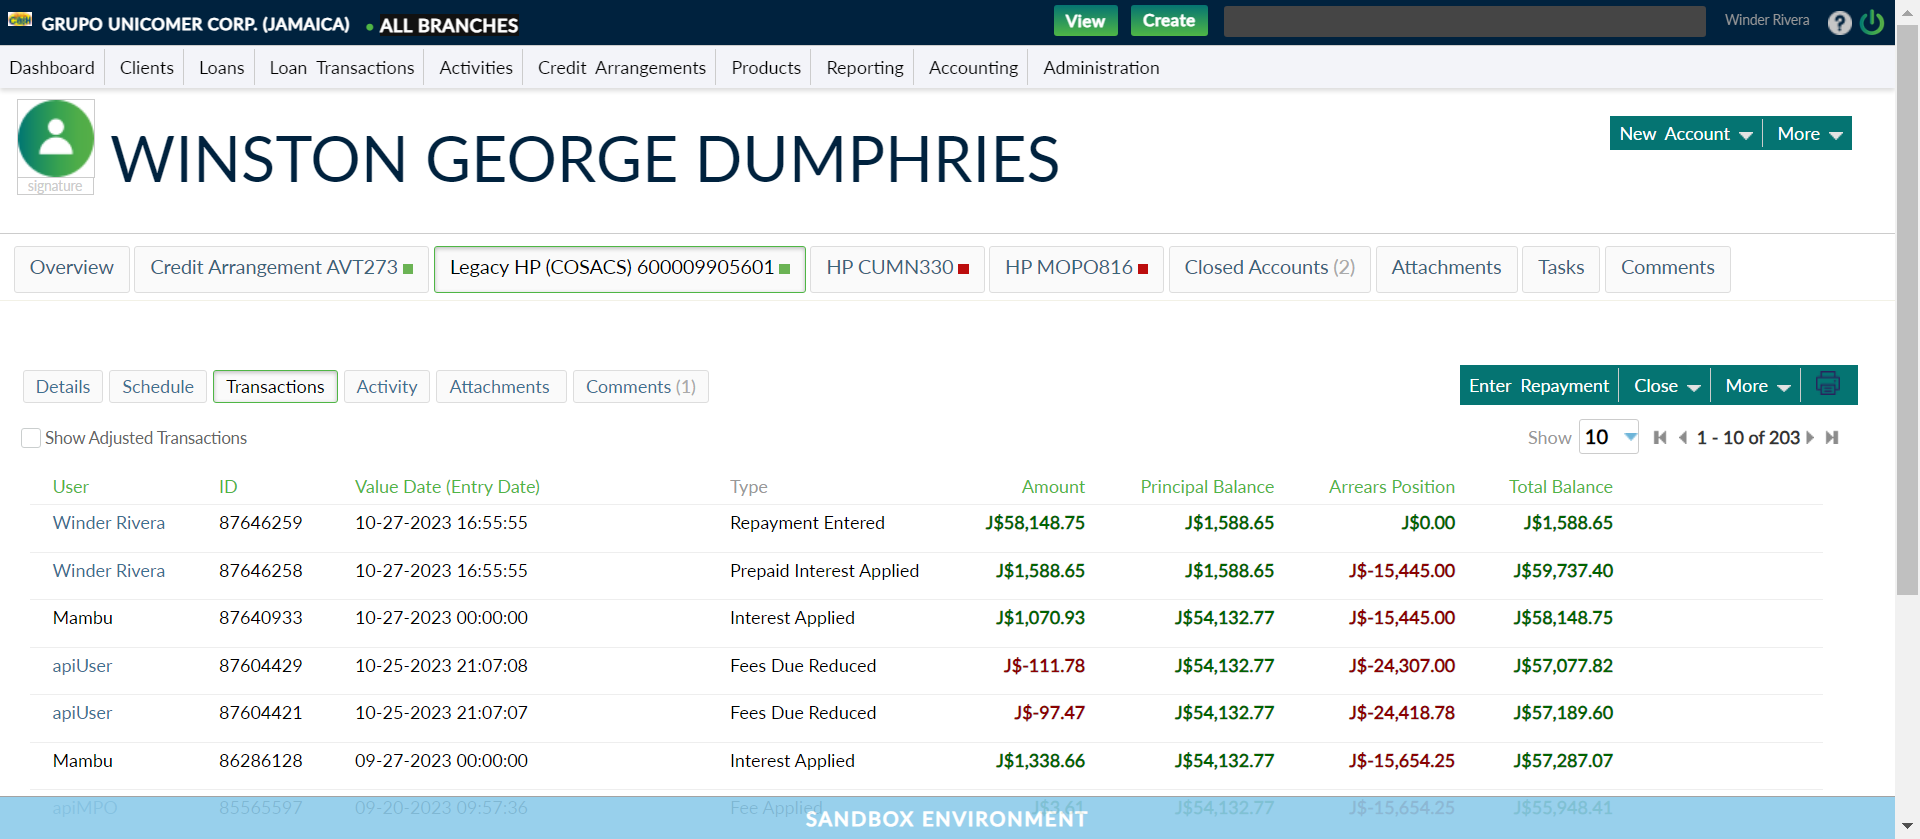 GRUPO UNICOMER CORP. (JAMAICA) • ALL BRANCHES View Create Winder Rivera ?
Dashboard Clients Loans Loan Transactions Activities Credit Arrangements Products Reporting Accounting Administration
WINSTON GEORGE DUMPHRIES
New Account More
signature
Overview Credit Arrangement AVT273 Legacy HP (COSACS) 600009905601 HP CUMN330 HP MOPO816 Closed Accounts (2) Attachments Tasks Comments
Details Schedule Transactions Activity Attachments Comments (1) Enter Repayment Close More
Show Adjusted Transactions Show 10 1 - 10 of 203
User ID Value Date (Entry Date) Type Amount Principal Balance Arrears Position Total Balance
Winder Rivera 87646259 10-27-2023 16:55:55 Repayment Entered J$58,148.75 J$1,588.65 J$0.00 J$1,588.65
Winder Rivera 87646258 10-27-2023 16:55:55 Prepaid Interest Applied J$1,588.65 J$1,588.65 J$-15,445.00 J$59,737.40
Mambu 87640933 10-27-2023 00:00:00 Interest Applied J$1,070.93 J$54,132.77 J$-15,445.00 J$58,148.75
apiUser 87604429 10-25-2023 21:07:08 Fees Due Reduced J$-111.78 J$54,132.77 J$-24,307.00 J$57,077.82
apiUser 87604421 10-25-2023 21:07:07 Fees Due Reduced J$-97.47 J$54,132.77 J$-24,418.78 J$57,189.60
Mambu 86286128 09-27-2023 00:00:00 Interest Applied J$1,338.66 J$54,132.77 J$-15,654.25 J$57,287.07
apiMPO 85565597 09-20-2023 09:57:36 Fee Applied J$3.61 J$54,132.77 J$-15,654.25 J$55,948.41
SANDBOX ENVIRONMENT